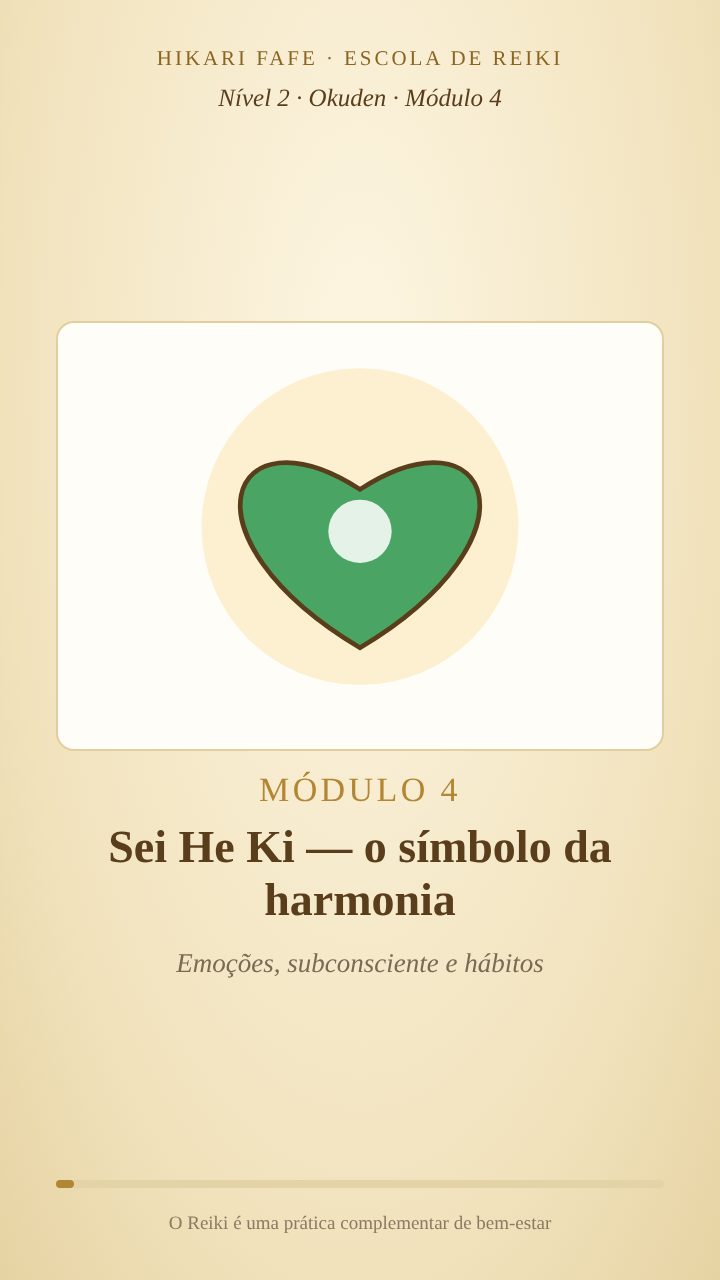 HIKARI FAFE · ESCOLA DE REIKI
Nível 2 · Okuden · Módulo 4
MÓDULO 4
Sei He Ki — o símbolo da
harmonia
Emoções, subconsciente e hábitos
O Reiki é uma prática complementar de bem-estar